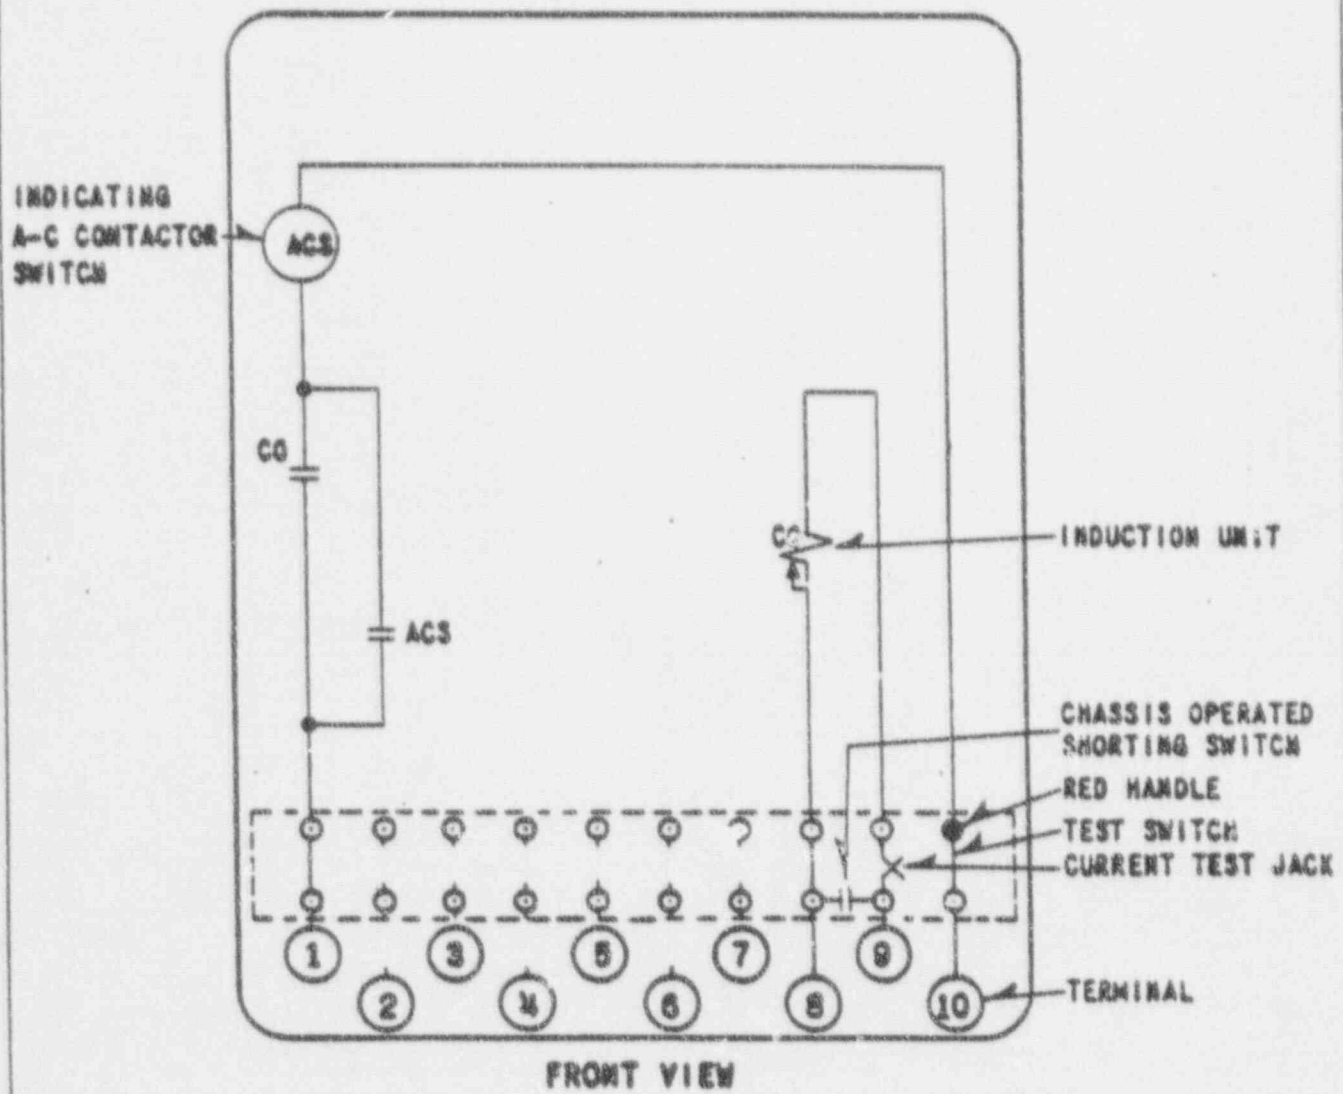 INDICATING
A-C CONTACTOR
SWITCH
ACS
CO
ACS
CO
INDUCTION UNIT
CHASSIS OPERATED
SHORTING SWITCH
RED HANDLE
TEST SWITCH
CURRENT TEST JACK
1
3
5
7
9
2
4
6
8
10
TERMINAL
FRONT VIEW